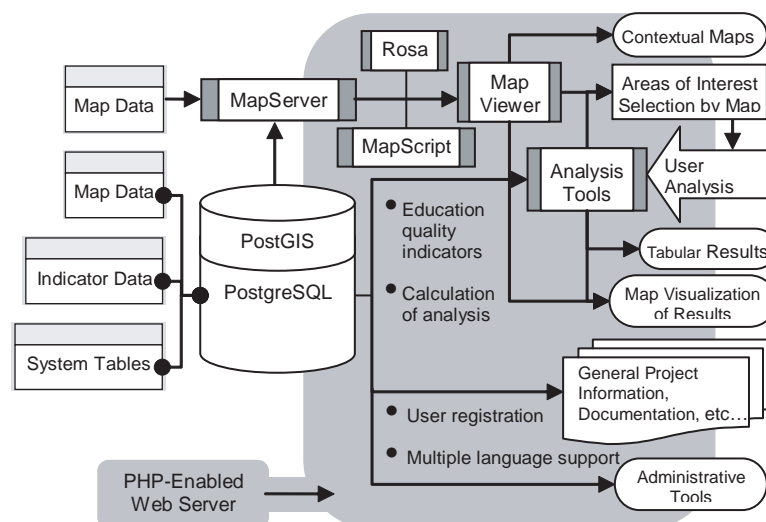 Rosa
Contextual Maps
Map Data
MapServer
Map
Viewer
Areas of Interest
Selection by Map
MapScript
Map Data
Analysis
Tools
User
Analysis
PostGIS
• Education
quality
indicators
Indicator Data
PostgreSQL
Tabular Results
• Calculation
of analysis
Map Visualization
of Results
System Tables
General Project
Information,
Documentation, etc…
• User registration
• Multiple language support
PHP-Enabled
Web Server
Administrative
Tools